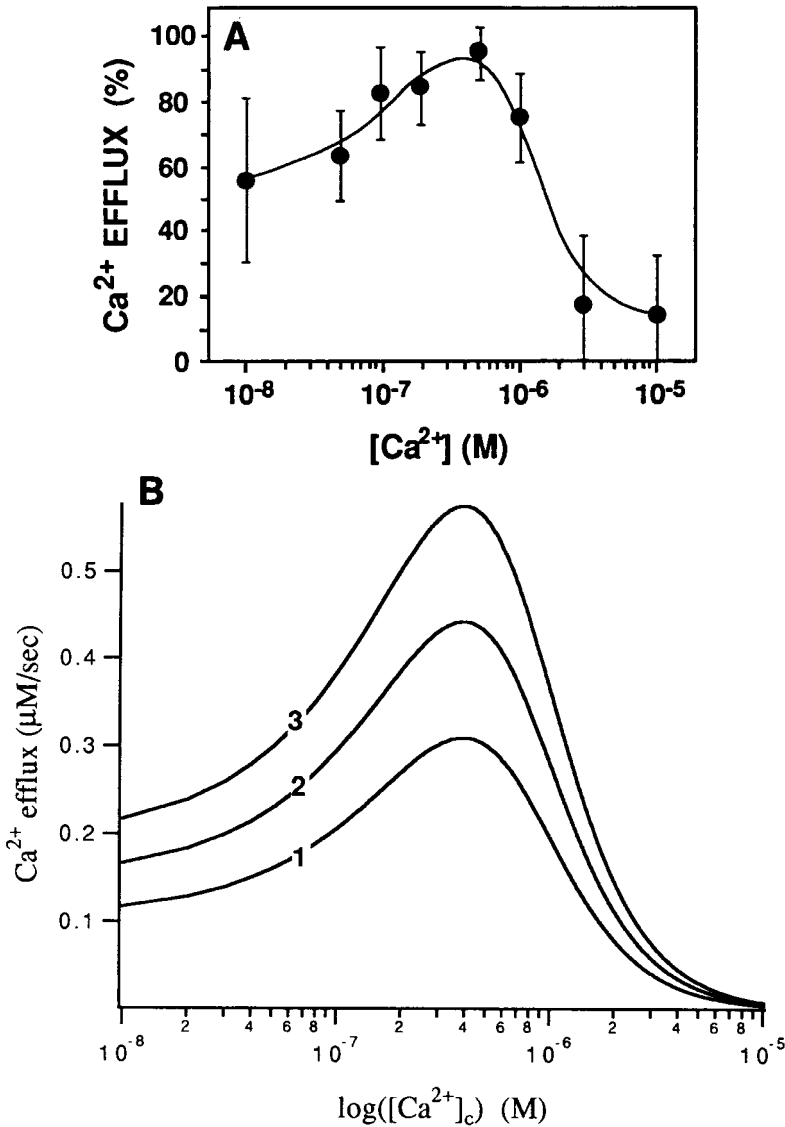 A
Ca²⁺ EFFLUX (%)
100
80
60
40
20
0
10⁻⁸ 10⁻⁷ 10⁻⁶ 10⁻⁵
[Ca²⁺] (M)
B
Ca²⁺ efflux (μM/sec)
0.5
0.4
0.3
0.2
0.1
3
2
1
2 4 6 8 2 4 6 8 2 4 6 8
10⁻⁸ 10⁻⁷ 10⁻⁶ 10⁻⁵
log([Ca²⁺]c) (M)